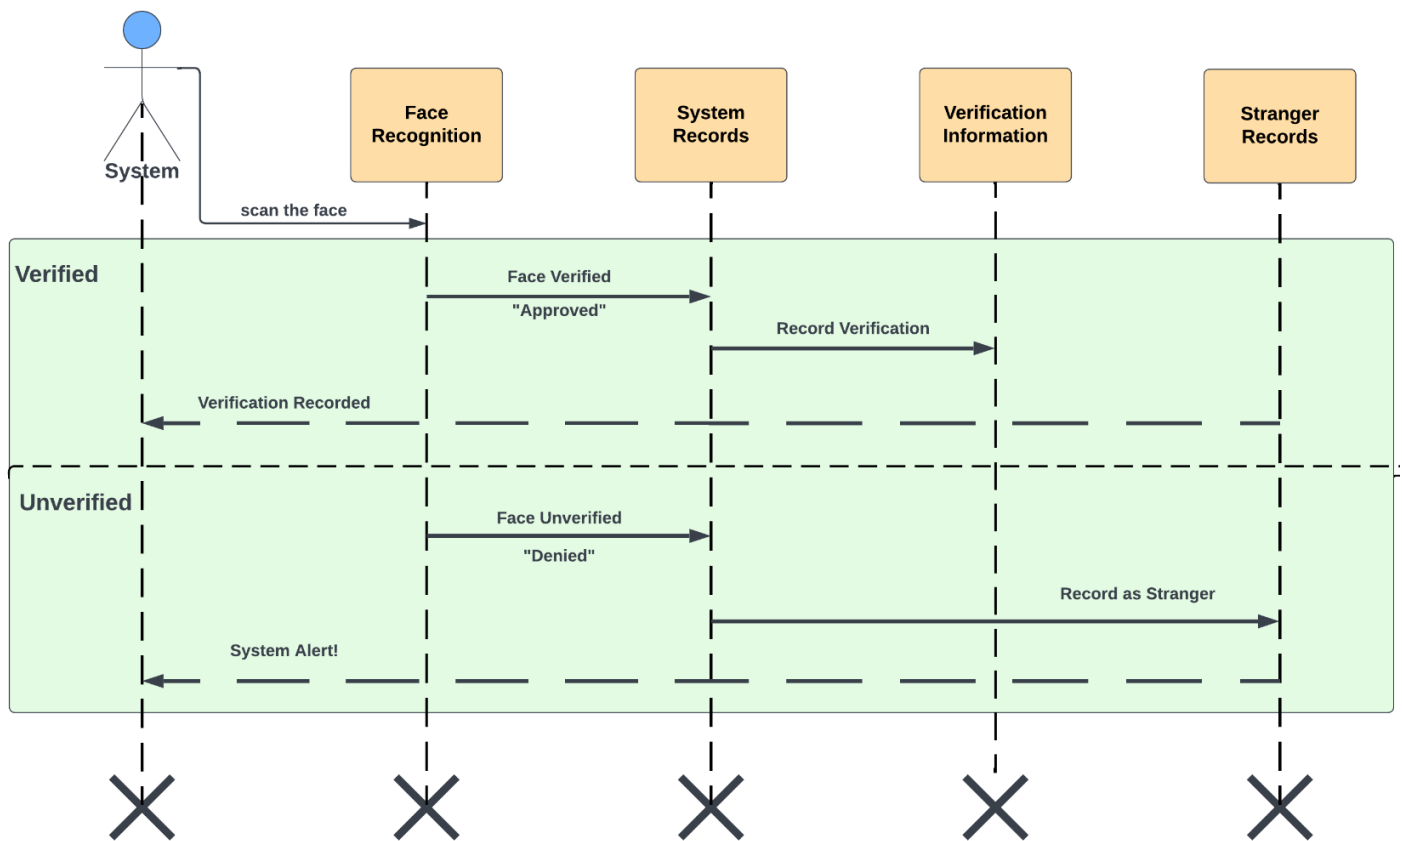 System
Face
Recognition
System
Records
Verification
Information
Stranger
Records
scan the face
Verified
Face Verified
"Approved"
Record Verification
Verification Recorded
Unverified
Face Unverified
"Denied"
Record as Stranger
System Alert!